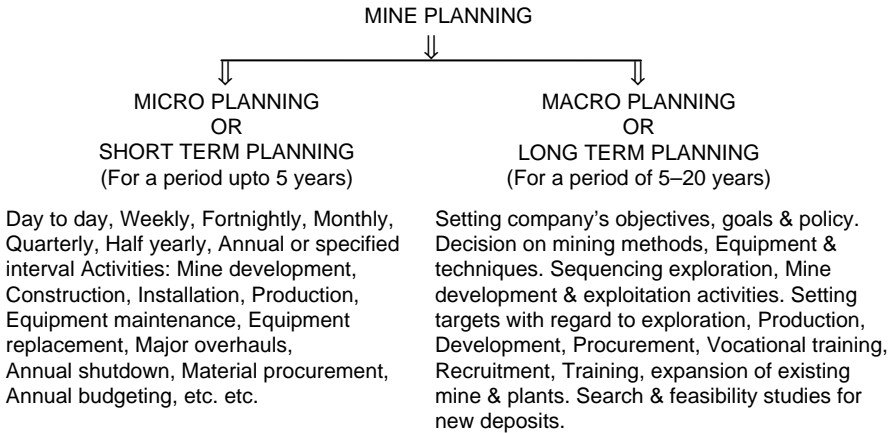 MINE PLANNING
MICRO PLANNING
OR
SHORT TERM PLANNING
(For a period upto 5 years)
Day to day, Weekly, Fortnightly, Monthly,
Quarterly, Half yearly, Annual or specified
interval Activities: Mine development,
Construction, Installation, Production,
Equipment maintenance, Equipment
replacement, Major overhauls,
Annual shutdown, Material procurement,
Annual budgeting, etc. etc.
MACRO PLANNING
OR
LONG TERM PLANNING
(For a period of 5–20 years)
Setting company's objectives, goals & policy.
Decision on mining methods, Equipment &
techniques. Sequencing exploration, Mine
development & exploitation activities. Setting
targets with regard to exploration, Production,
Development, Procurement, Vocational training,
Recruitment, Training, expansion of existing
mine & plants. Search & feasibility studies for
new deposits.